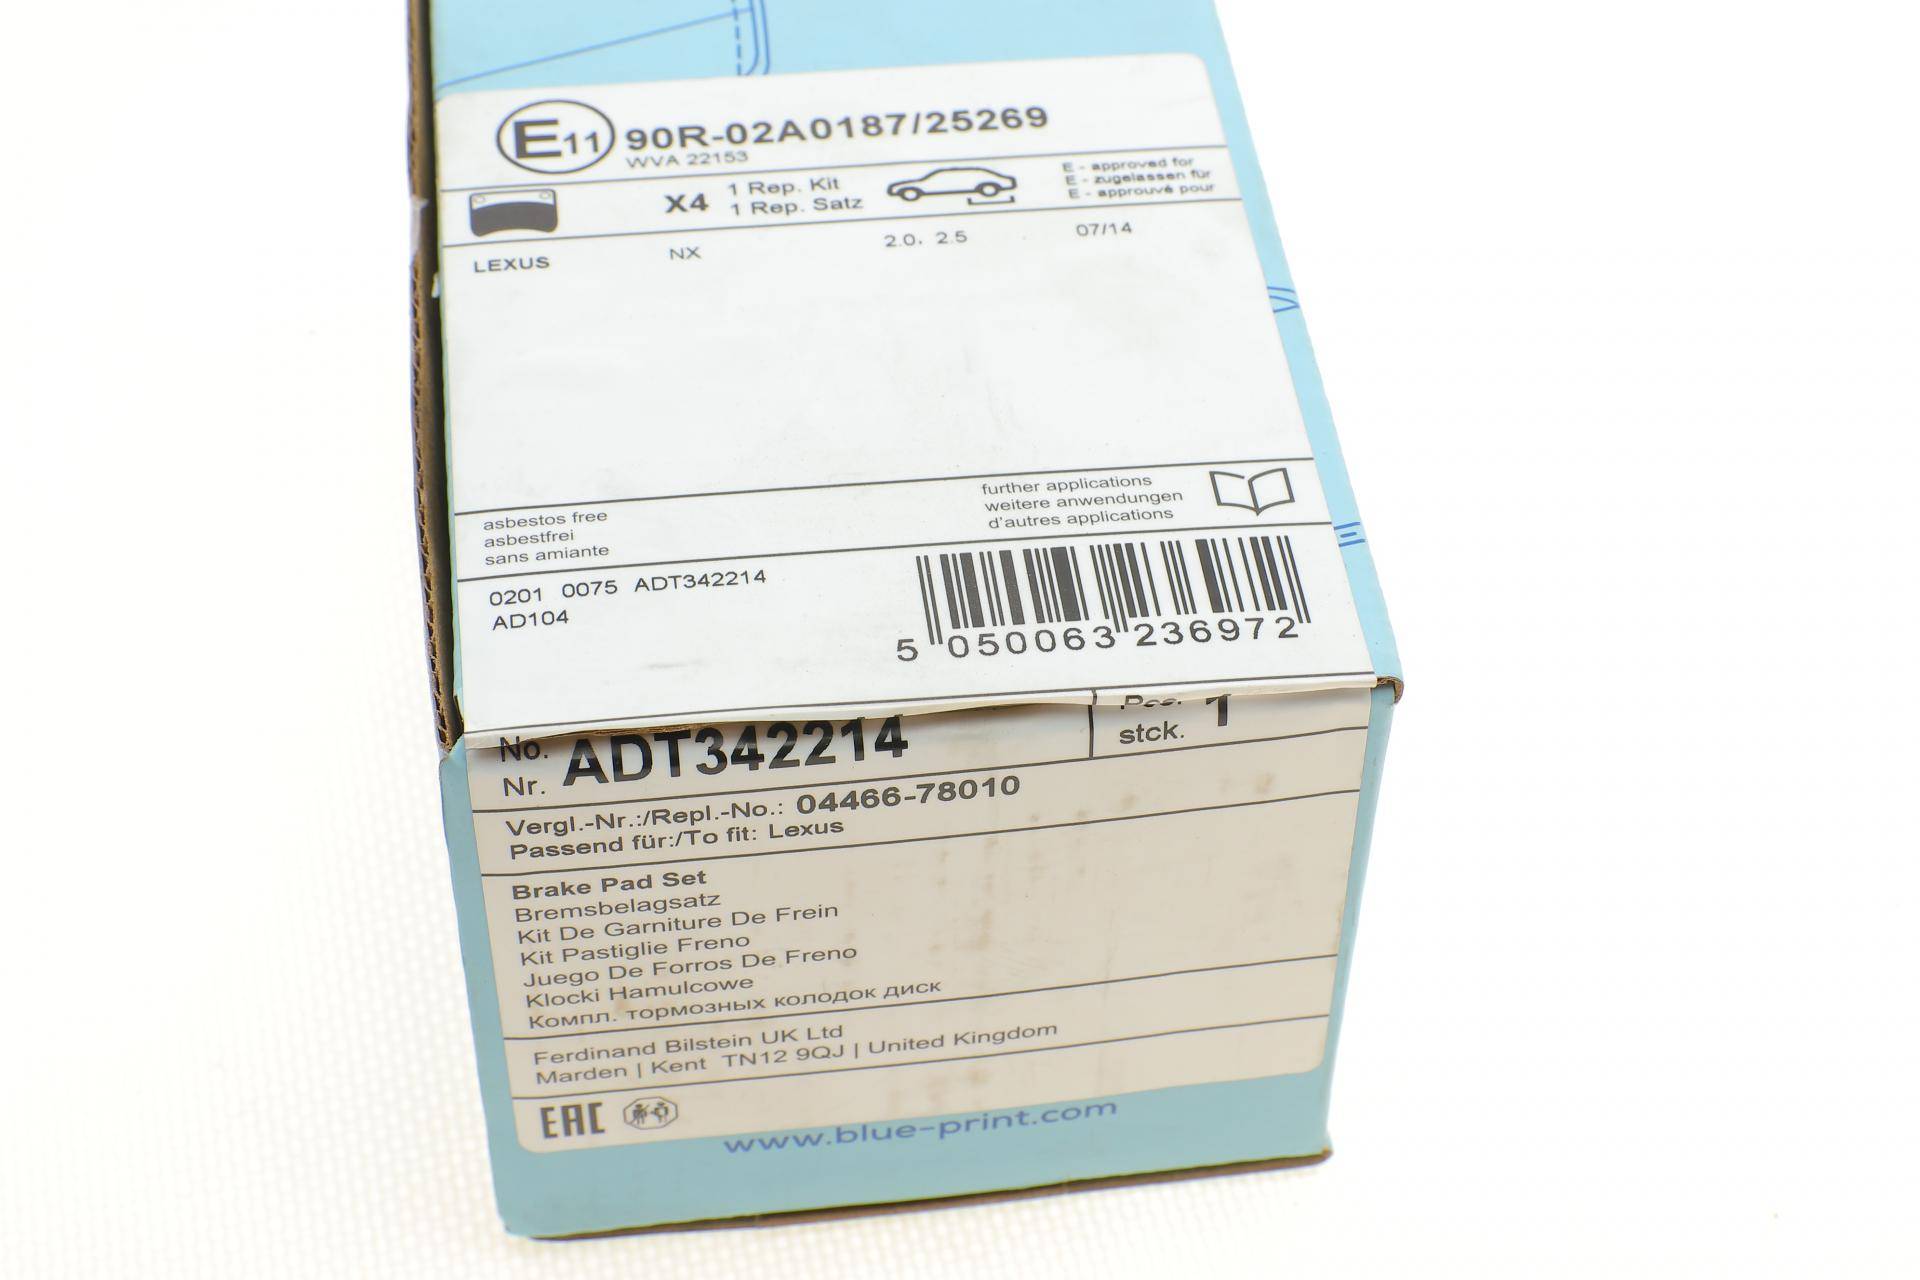 E11 90R-02A0187/25269
WVA 22153
X4 1 Rep. Kit
1 Rep. Satz
E - approved for
E - zugelassen für
E - approuvé pour
LEXUS NX 2.0, 2.5 07/14
asbestos free
asbestfrei
sans amiante
further applications
weitere anwendungen
d'autres applications
0201 0075 ADT342214
AD104
5 050063 236972
No.
Nr. ADT342214
Pcs.
stck. 1
Vergl.-Nr.:/Repl.-No.: 04466-78010
Passend für:/To fit: Lexus
Brake Pad Set
Bremsbelagsatz
Kit De Garniture De Frein
Kit Pastiglie Freno
Juego De Forros De Freno
Klocki Hamulcowe
Компл. тормозных колодок диск
Ferdinand Bilstein UK Ltd
Marden | Kent TN12 9QJ | United Kingdom
EAC
www.blue-print.com